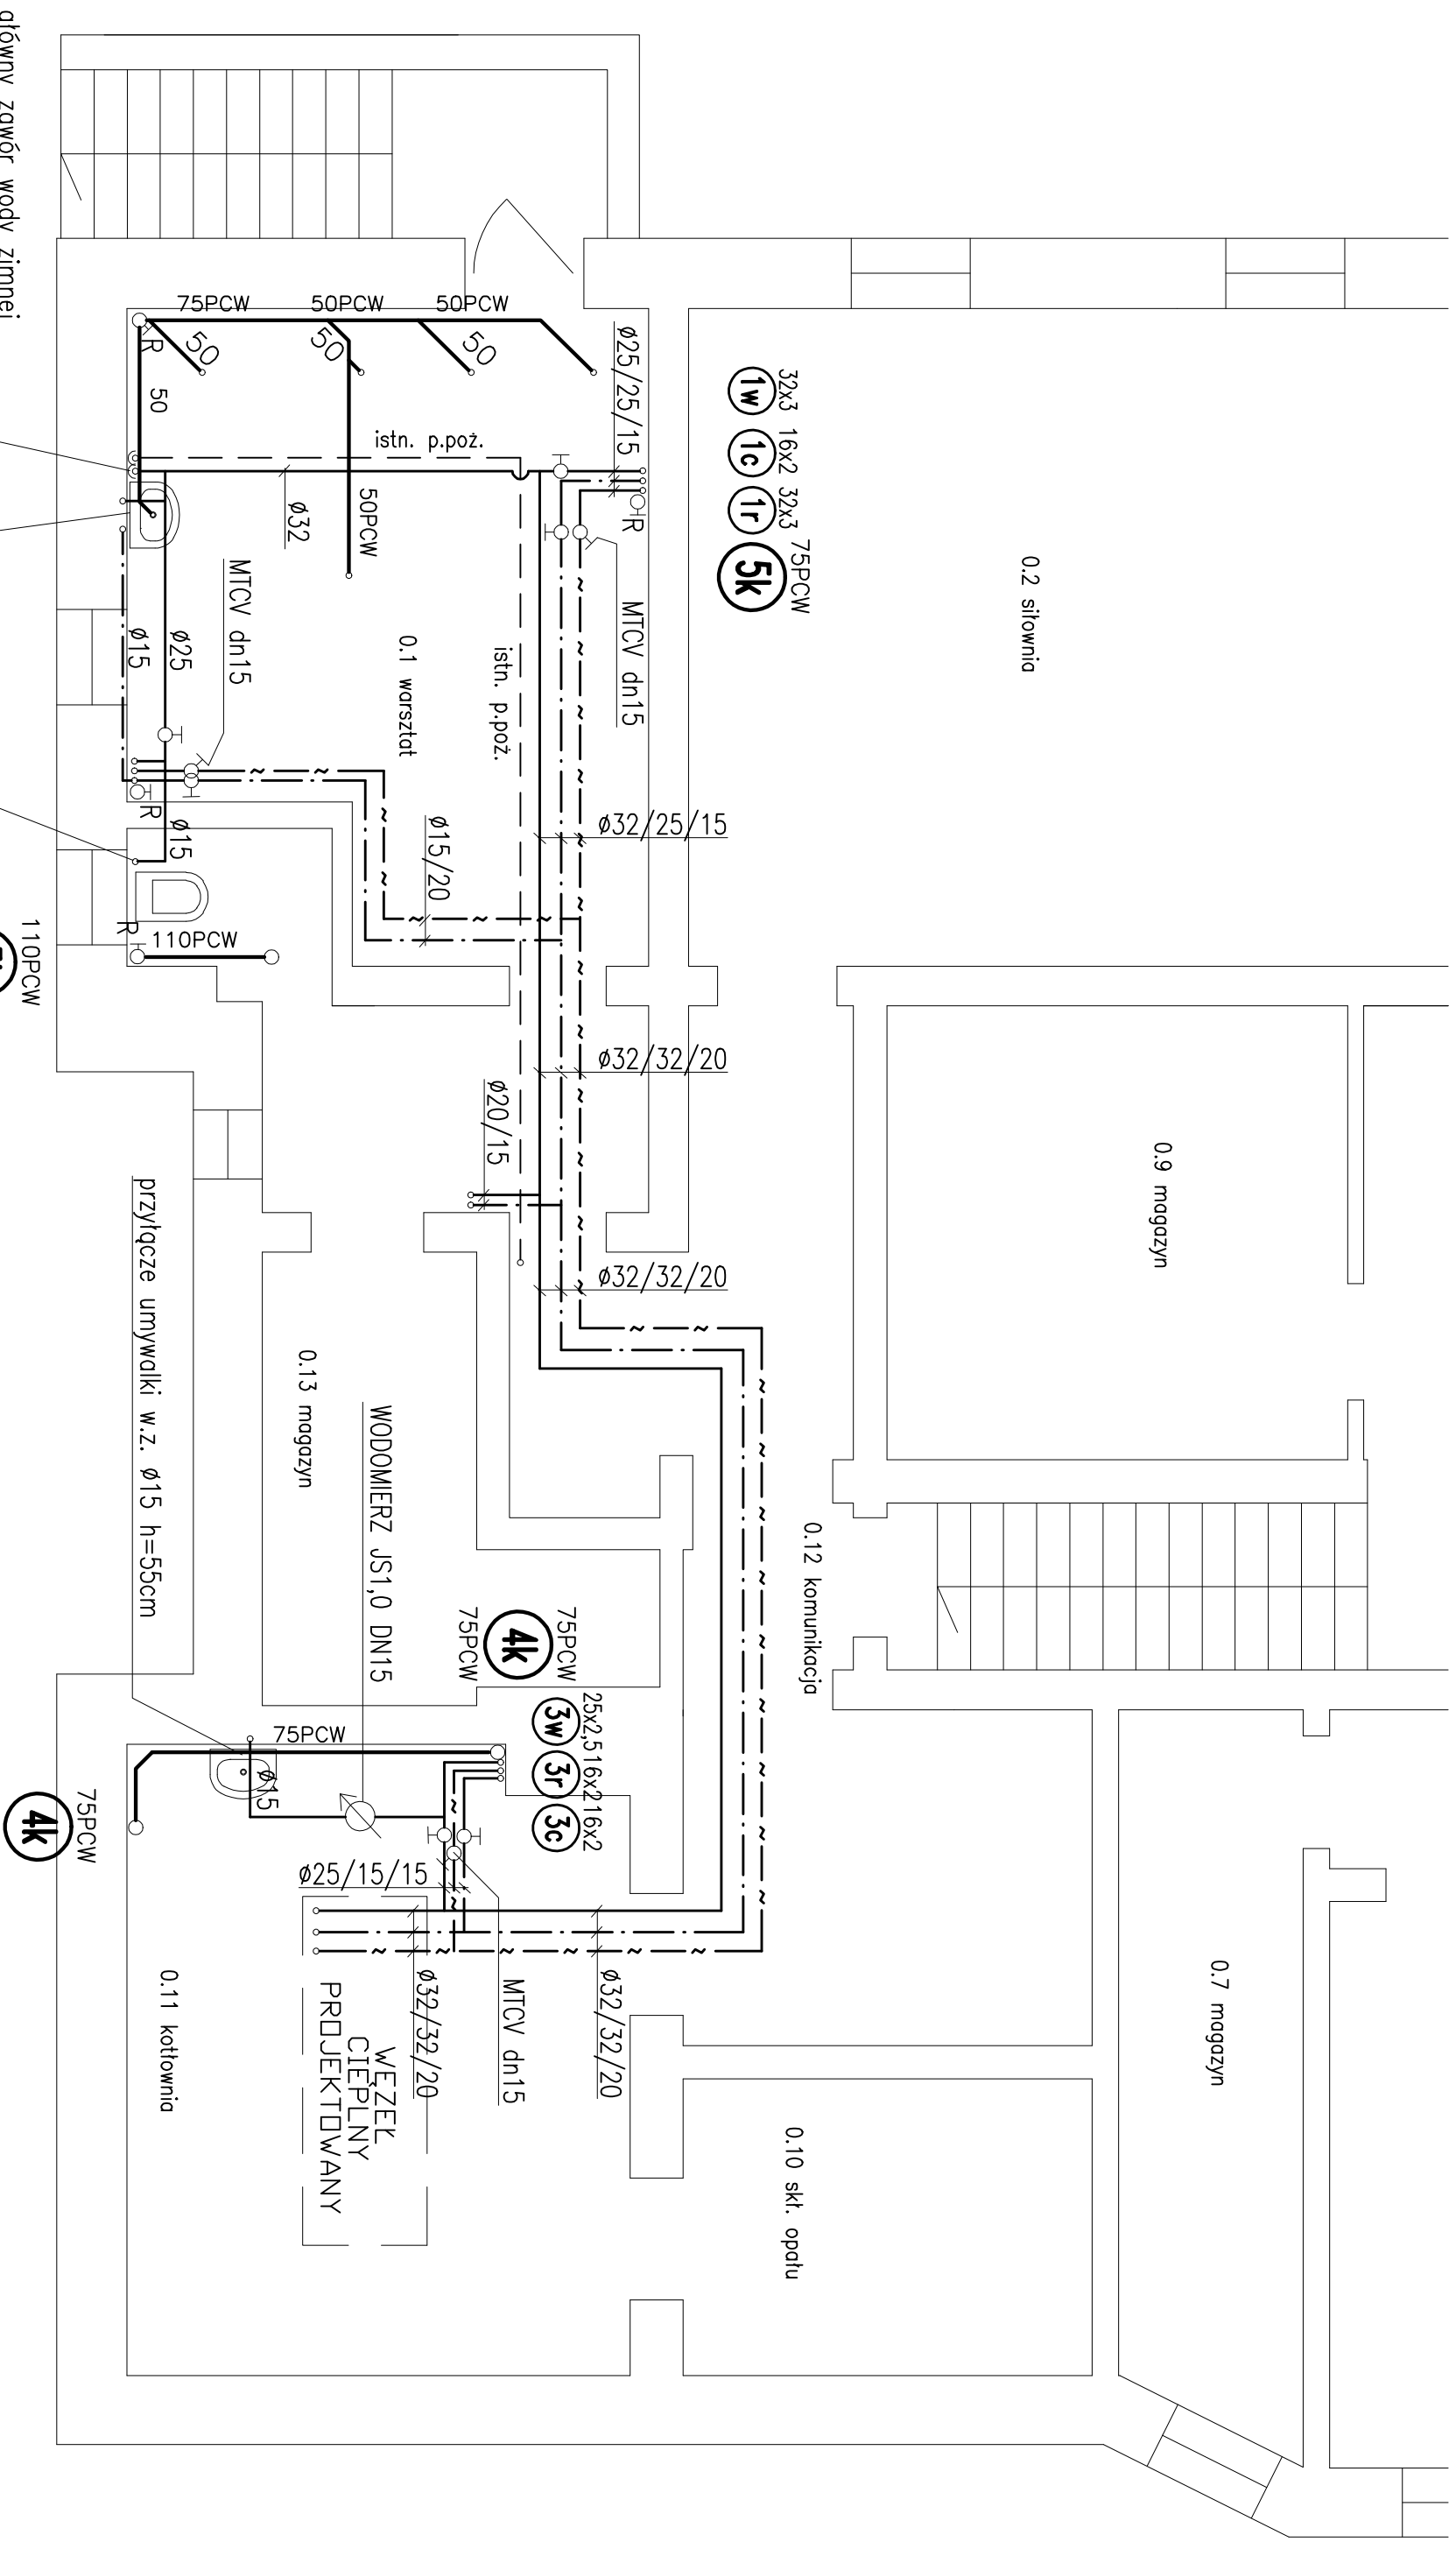 główny zawór wody zimnej
75PCW
50PCW
50PCW
50
50
50
R
50
istn. p.poż.
ø32
50PCW
ø25/25/15
R
MTCV dn15
32x3
1w
16x2
1c
32x3
1r
75PCW
5k
0.2 siłownia
MTCV dn15
ø25
ø15
0.1 warsztat
istn. p.poż.
R
ø15
ø15/20
ø32/25/15
R
110PCW
110PCW
ø32/32/20
ø20/15
ø32/32/20
0.9 magazyn
przyłącze umywalki w.z. ø15 h=55cm
0.13 magazyn
WODOMIERZ JS1,0 DN15
0.12 komunikacja
75PCW
4k
75PCW
25x2,5
3w
16x2
3r
16x2
3c
75PCW
ø15
75PCW
4k
ø25/15/15
ø32/32/20
MTCV dn15
ø32/32/20
WĘZEŁ
CIEPLNY
PROJEKTOWANY
0.11 kotłownia
0.7 magazyn
0.10 skł. opału